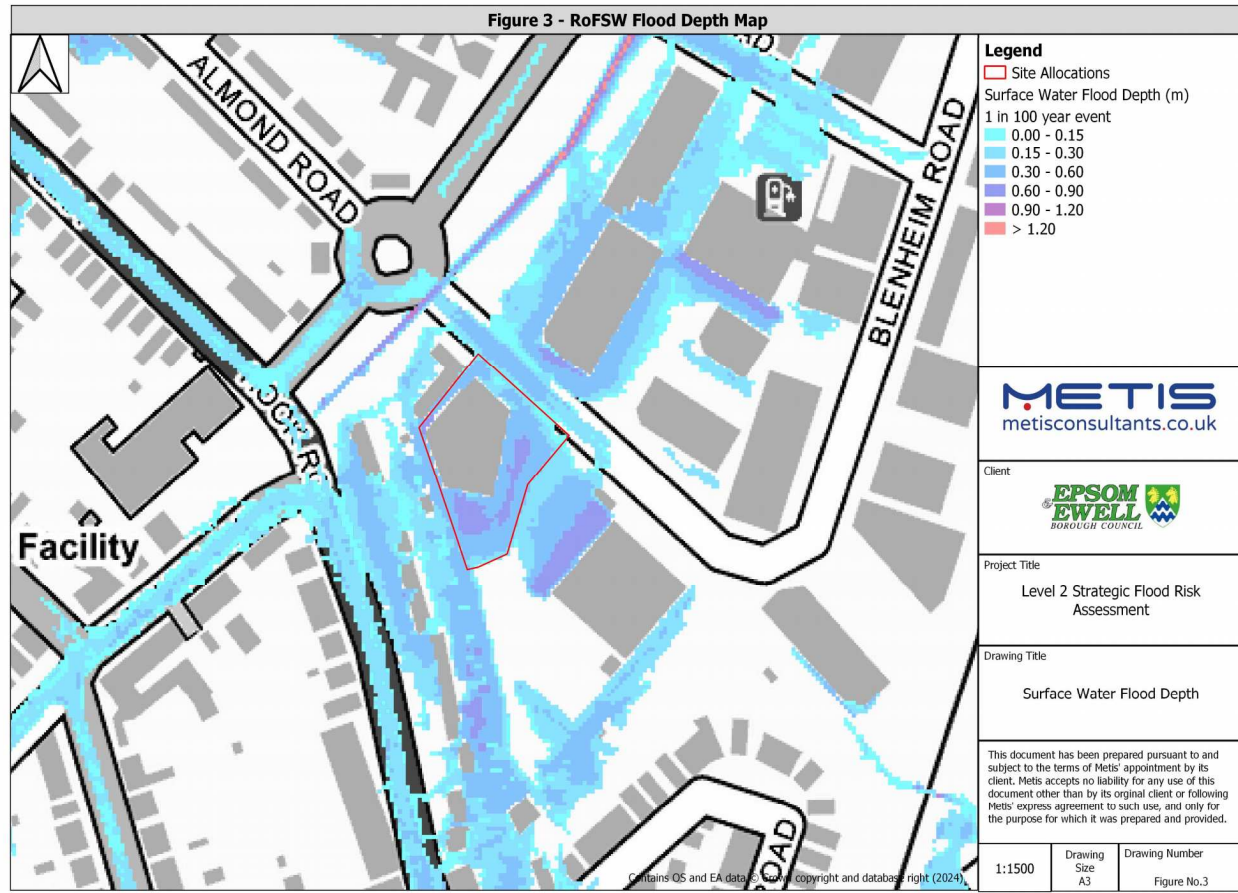 Figure 3 - RoFSW Flood Depth Map
ALMOND ROAD
BLENHEIM ROAD
Facility
ROAD
Contains OS and EA data © Crown copyright and database right (2024)
Legend
Site Allocations
Surface Water Flood Depth (m)
1 in 100 year event
0.00 - 0.15
0.15 - 0.30
0.30 - 0.60
0.60 - 0.90
0.90 - 1.20
> 1.20
METIS
metisconsultants.co.uk
Client
EPSOM
& EWELL
BOROUGH COUNCIL
Project Title
Level 2 Strategic Flood Risk
Assessment
Drawing Title
Surface Water Flood Depth
This document has been prepared pursuant to and
subject to the terms of Metis' appointment by its
client. Metis accepts no liability for any use of this
document other than by its orginal client or following
Metis' express agreement to such use, and only for
the purpose for which it was prepared and provided.
1:1500
Drawing
Size
A3
Drawing Number
Figure No.3